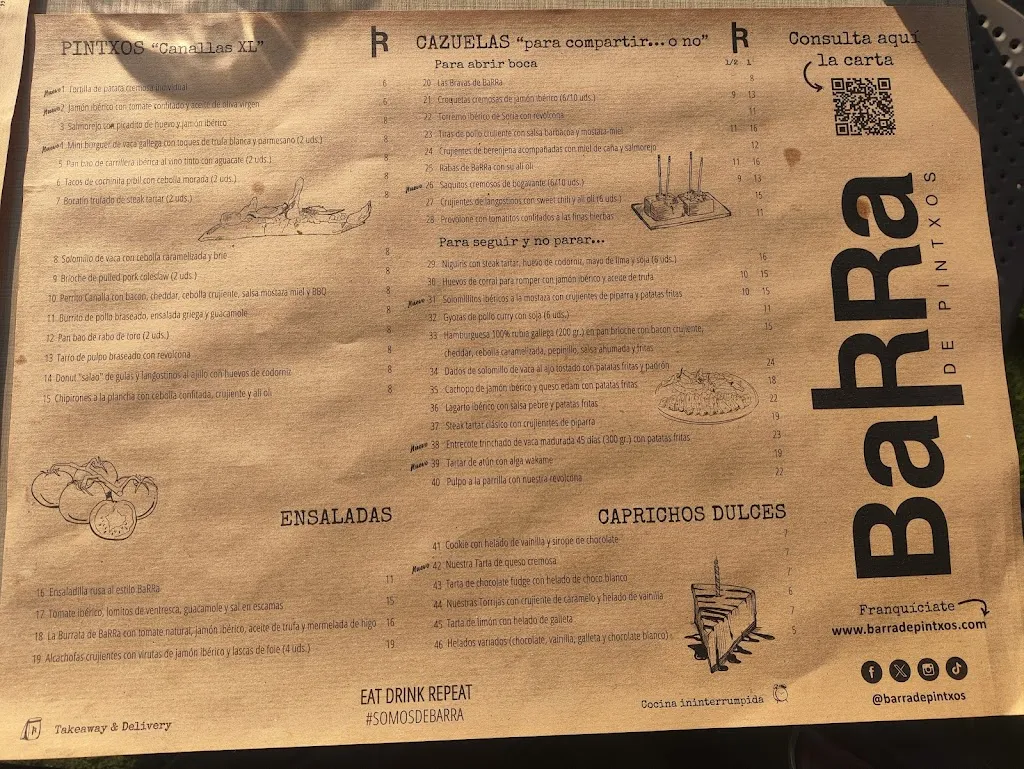 PINTXOS "Canallas XL"
Nuevo 1 Tortilla de patata cremosa individual 6
Nuevo 2 Jamón ibérico con tomate confitado y aceite de oliva virgen 8
3 Salmorejo con picadito de huevo y jamón ibérico 8
Nuevo 4 Mini burguer de vaca gallega con toques de trufa blanca y parmesano (2 uds.) 8
5 Pan bao de carrillera ibérica al vino tinto con aguacate (2 uds.) 8
6 Tacos de cochinita pibil con cebolla morada (2 uds.) 8
7 Boratín trufado de steak tartar (2 uds.) 8
8 Solomillo de vaca con cebolla caramelizada y brie 8
9 Brioche de pulled pork coleslaw (2 uds.) 8
10 Perrito Canalla con bacon, cheddar, cebolla crujiente, salsa mostaza miel y BBQ 8
11 Burrito de pollo braseado, ensalada griega y guacamole 8
12 Pan bao de rabo de toro (2 uds.) 8
13 Tarro de pulpo braseado con revolcona 8
14 Donut "salao" de gulas y langostinos al ajillo con huevos de codorniz 8
15 Chipirones a la plancha con cebolla confitada, crujiente y ali oli 8
ENSALADAS
16 Ensaladilla rusa al estilo BaRRa 11
17 Tomate ibérico, lomitos de ventresca, guacamole y sal en escamas 15
18 La Burrata de BaRRa con tomate natural, jamón ibérico, aceite de trufa y mermelada de higo 16
19 Alcachofas crujientes con virutas de jamón ibérico y lascas de foie (4 uds.) 19
Takeaway & Delivery
CAZUELAS "para compartir... o no"
Para abrir boca 1/2 1
20 Las Bravas de BaRRa 8
21 Croquetas cremosas de jamón ibérico (6/10 uds.) 9 13
22 Torrezno ibérico de Soria con revolcona 8
23 Tiras de pollo crujiente con salsa barbacoa y mostaza-miel 11 16
24 Crujientes de berenjena acompañadas con miel de caña y salmorejo 12
25 Rabas de BaRRa con su ali oli 11 16
Nuevo 26 Saquitos cremosos de bogavante (6/10 uds.) 9 13
27 Crujientes de langostinos con sweet chili y ali oli (6 uds.) 15
28 Provolone con tomatitos confitados a las finas hierbas 11
Para seguir y no parar...
29 Niguiris con steak tartar, huevo de codorniz, mayo de lima y soja (6 uds.) 16
30 Huevos de corral para romper con jamón ibérico y aceite de trufa 10 15
Nuevo 31 Solomillitos ibéricos a la mostaza con crujientes de piparra y patatas fritas 10 15
32 Gyozas de pollo curry con soja (6 uds.) 11
33 Hamburguesa 100% rubia gallega (200 gr.) en pan brioche con bacon crujiente, 15
cheddar, cebolla caramelizada, pepinillo, salsa ahumada y fritas
34 Dados de solomillo de vaca al ajo tostado con patatas fritas y padrón 24
35 Cachopo de jamón ibérico y queso edam con patatas fritas 18
36 Lagarto ibérico con salsa pebre y patatas fritas 22
37 Steak tartar clásico con crujientes de piparra 19
Nuevo 38 Entrecote trinchado de vaca madurada 45 días (300 gr.) con patatas fritas 23
Nuevo 39 Tartar de atún con alga wakame 19
40 Pulpo a la parrilla con nuestra revolcona 22
CAPRICHOS DULCES
41 Cookie con helado de vainilla y sirope de chocolate 7
Nuevo 42 Nuestra Tarta de queso cremosa 7
43 Tarta de chocolate fudge con helado de choco blanco 7
44 Nuestras Torrijas con crujiente de caramelo y helado de vainilla 6
45 Tarta de limón con helado de galleta 7
46 Helados variados (chocolate, vainilla, galleta y chocolate blanco) 5
EAT DRINK REPEAT
#SOMOSDEBARRA
Cocina ininterrumpida
Consulta aquí
la carta
BaRRa
DE PINTXOS
Franquíciate
www.barradepintxos.com
@barradepintxos